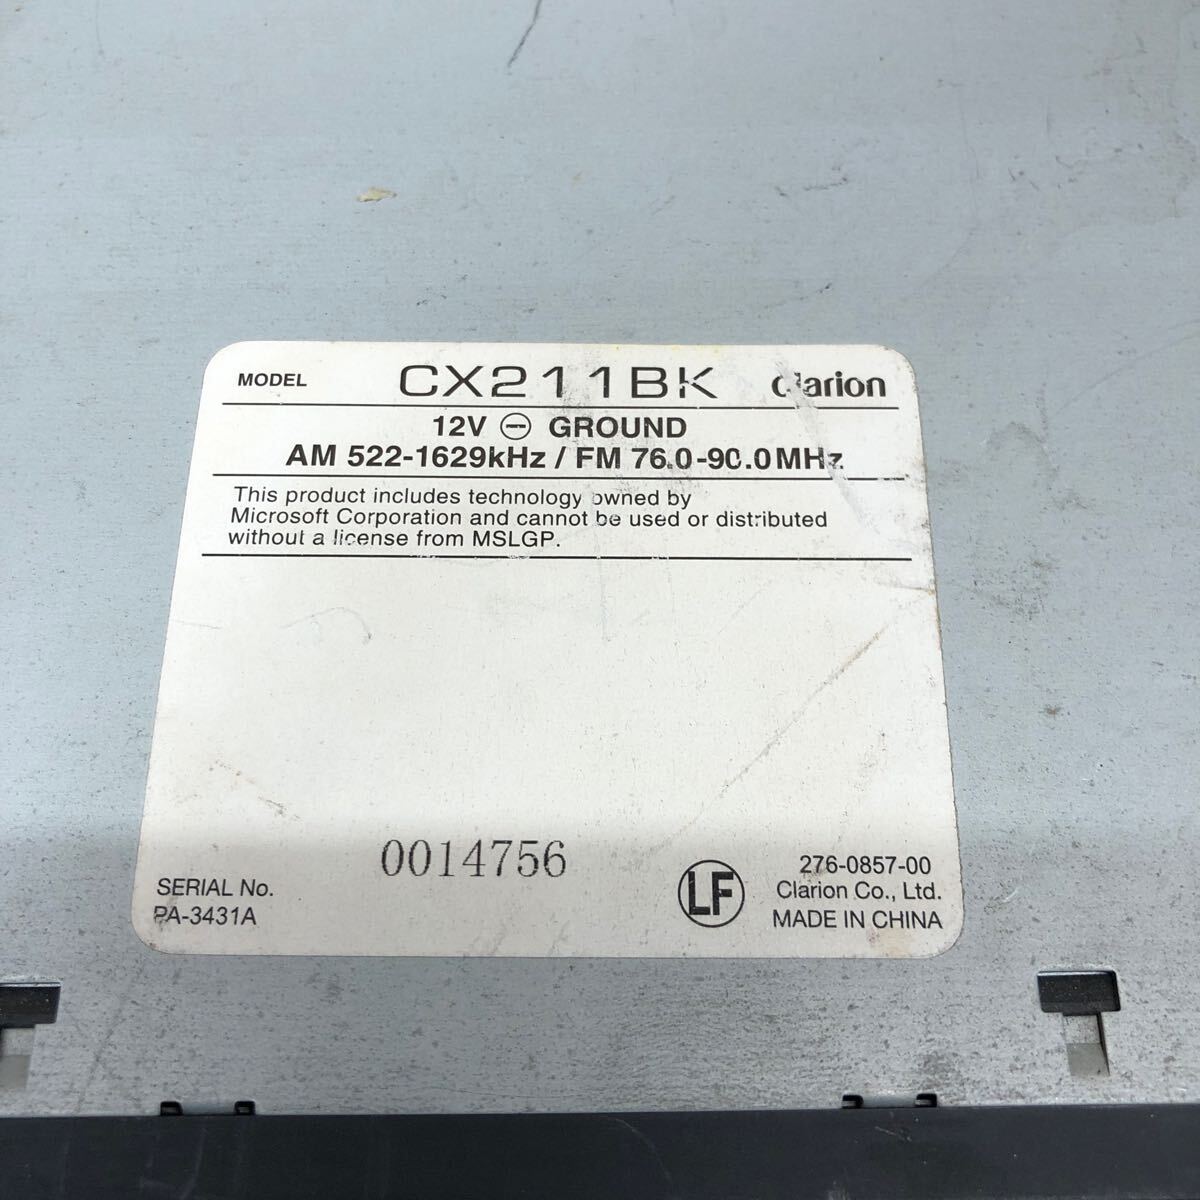 MODEL CX211BK Clarion
12V ⊖ GROUND
AM 522-1629kHz / FM 76.0-90.0MHz
This product includes technology owned by
Microsoft Corporation and cannot be used or distributed
without a license from MSLGP.
0014756
SERIAL No.
PA-3431A
LF
276-0857-00
Clarion Co., Ltd.
MADE IN CHINA